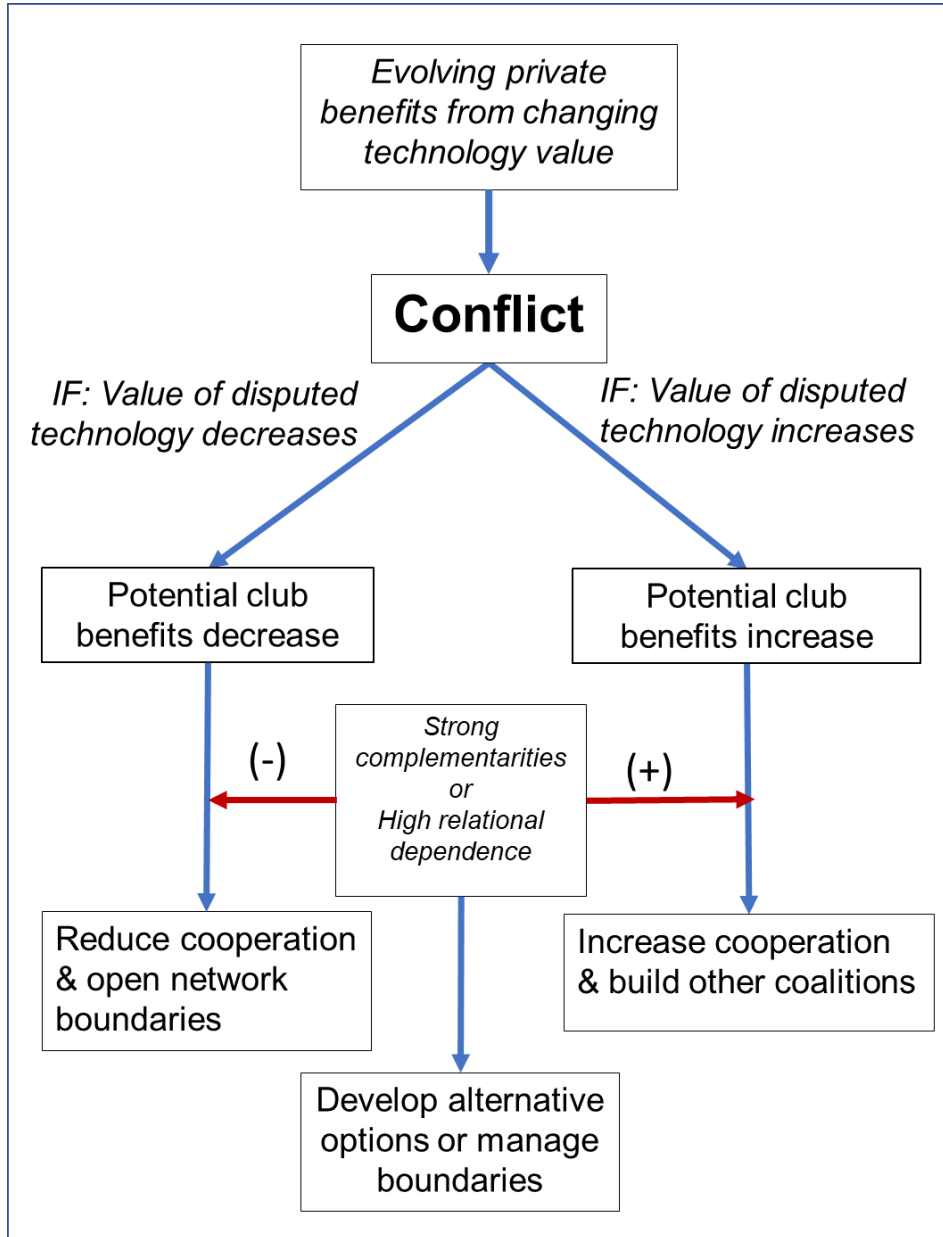 Evolving private
benefits from changing
technology value
Conflict
IF: Value of disputed
technology decreases
IF: Value of disputed
technology increases
Potential club
benefits decrease
Potential club
benefits increase
(-)
Strong
complementarities
or
High relational
dependence
(+)
Reduce cooperation
& open network
boundaries
Increase cooperation
& build other coalitions
Develop alternative
options or manage
boundaries